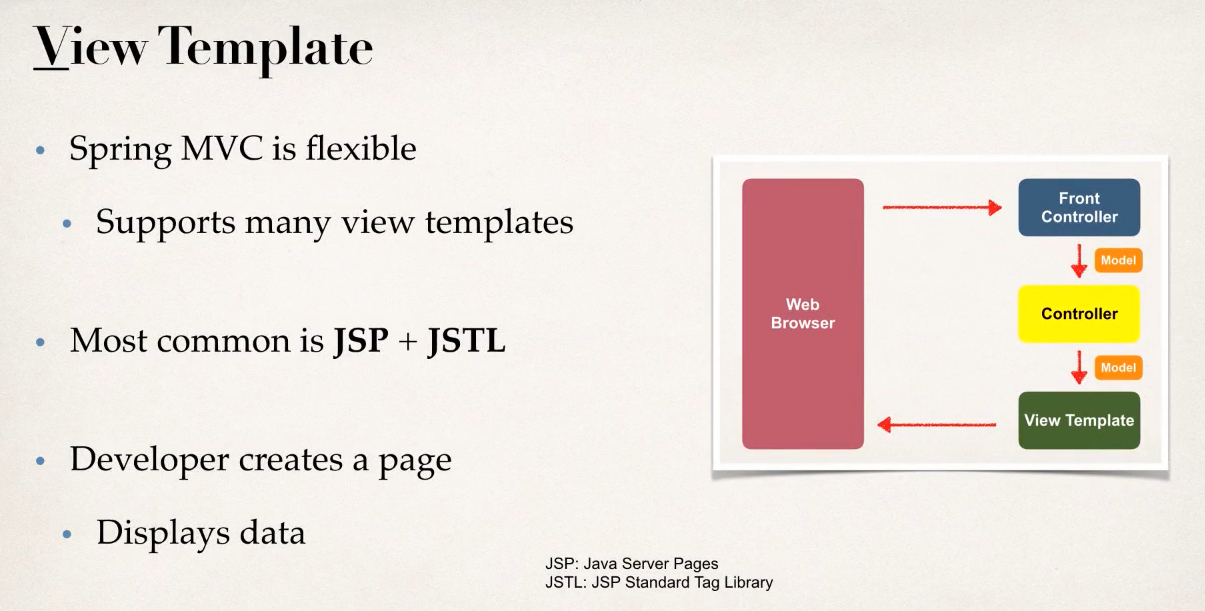 View Template
• Spring MVC is flexible
• Supports many view templates
• Most common is JSP + JSTL
• Developer creates a page
• Displays data
Web
Browser
Front
Controller
Model
Controller
Model
View Template
JSP: Java Server Pages
JSTL: JSP Standard Tag Library